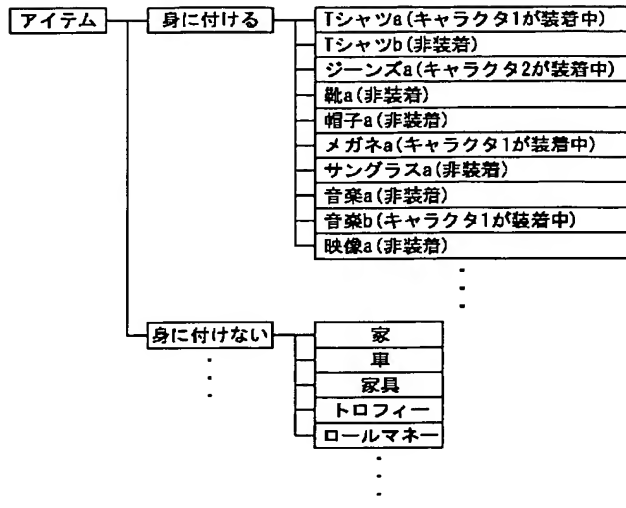 アイテム
身に付ける
Tシャツa(キャラクタ1が装着中)
Tシャツb(非装着)
ジーンズa(キャラクタ2が装着中)
靴a(非装着)
帽子a(非装着)
メガネa(キャラクタ1が装着中)
サングラスa(非装着)
音楽a(非装着)
音楽b(キャラクタ1が装着中)
映像a(非装着)
身に付けない
家
車
家具
トロフィー
ロールマネー